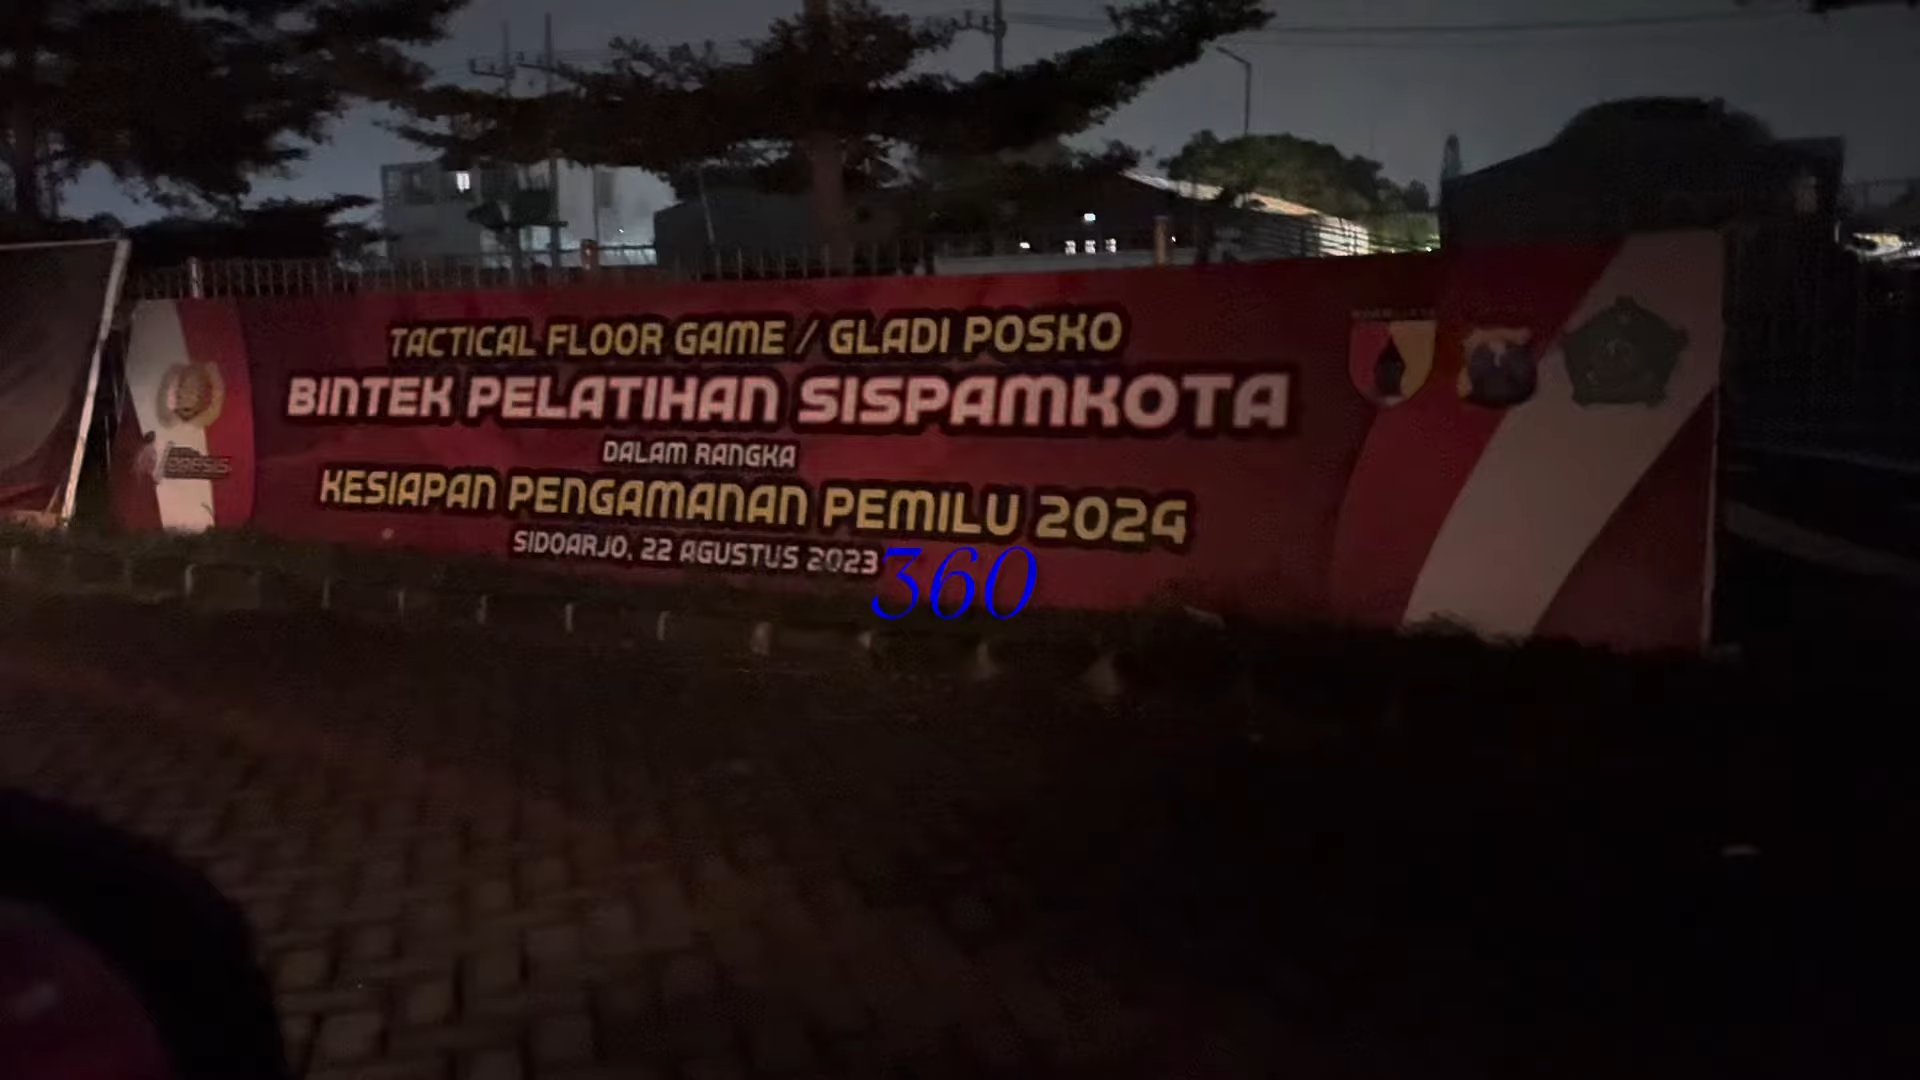 TACTICAL FLOOR GAME / GLADI POSKO
BINTEK PELATIHAN SISPAMKOTA
DALAM RANGKA
KESIAPAN PENGAMANAN PEMILU 2024
SIDOARJO, 22 AGUSTUS 2023
360
PRESISI